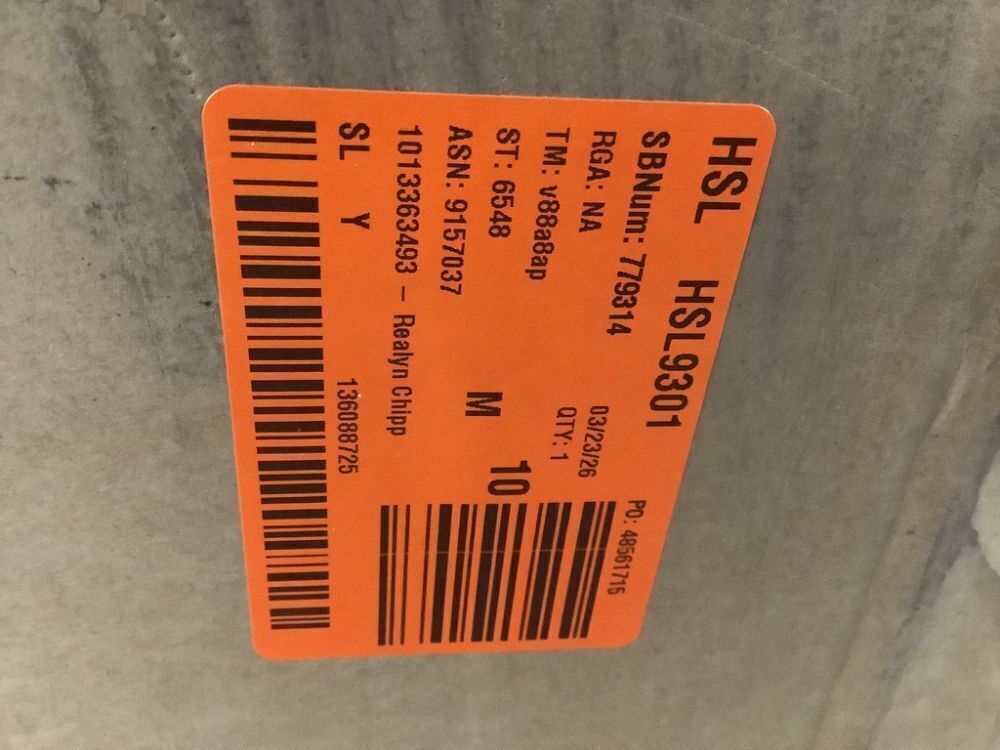 HSL HSL9301
SBNum: 779314
PO: 48561715
RGA: NA
03/23/26
TM: v88a8ap
QTY: 1
ST: 6548
M 10
ASN: 9157037
1013363493 – Realyn Chipp
SL Y
136088725